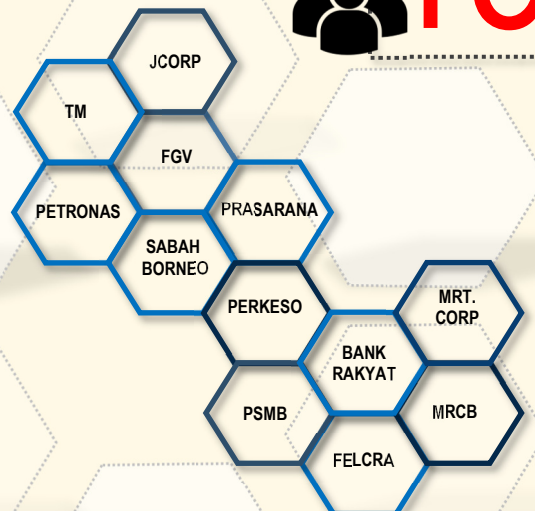 JCORP
TM
FGV
PETRONAS
PRASARANA
SABAH
BORNEO
PERKESO
MRT.
CORP
BANK
RAKYAT
PSMB
MRCB
FELCRA